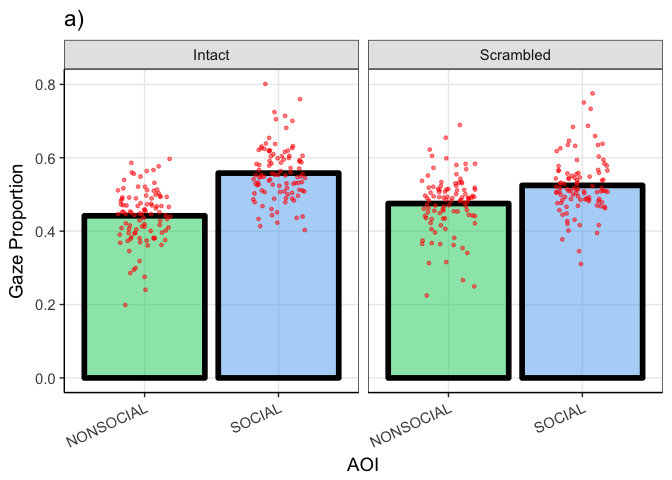 a)
Intact
Scrambled
Gaze Proportion
0.8
0.6
0.4
0.2
0.0
NONSOCIAL
SOCIAL
NONSOCIAL
SOCIAL
AOI